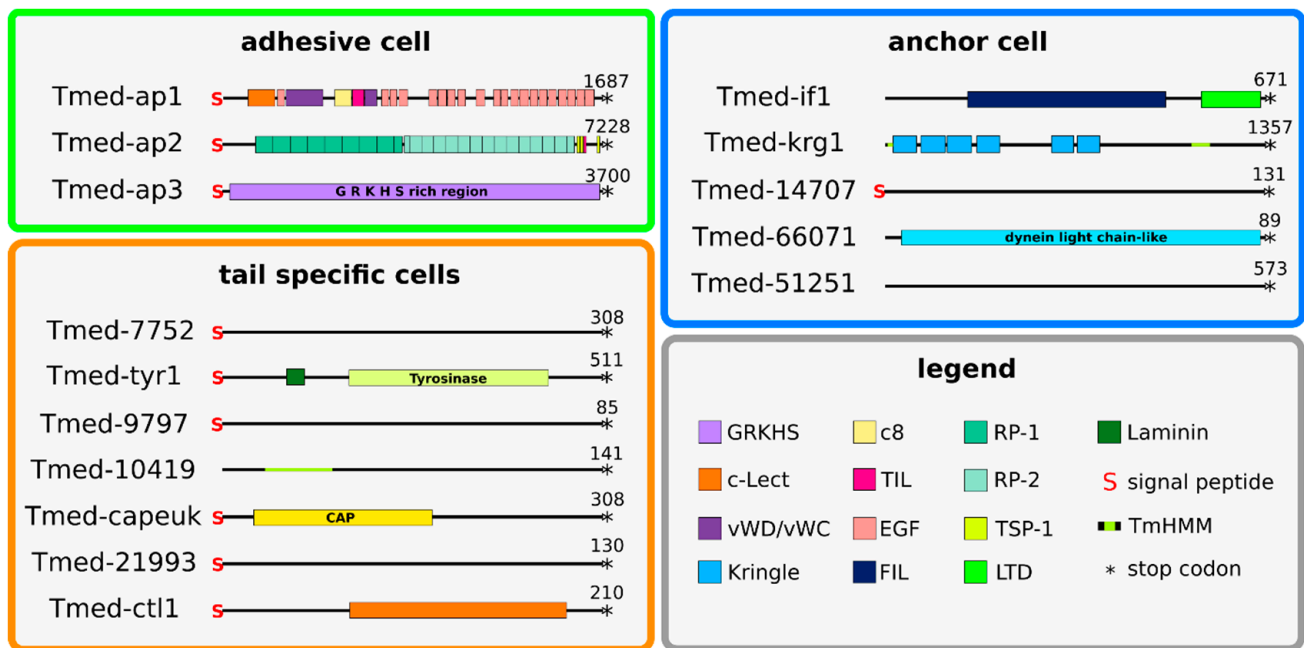 adhesive cell
1687
Tmed-ap1 S *
7228
Tmed-ap2 S *
3700
Tmed-ap3 S G R K H S rich region *
tail specific cells
308
Tmed-7752 S *
511
Tmed-tyr1 S Tyrosinase *
85
Tmed-9797 S *
141
Tmed-10419 *
308
Tmed-capeuk S CAP *
130
Tmed-21993 S *
210
Tmed-ctl1 S *
anchor cell
671
Tmed-if1 *
1357
Tmed-krg1 *
131
Tmed-14707 S *
89
Tmed-66071 dynein light chain-like *
573
Tmed-51251 *
legend
GRKHS c8 RP-1 Laminin
c-Lect TIL RP-2 S signal peptide
vWD/vWC EGF TSP-1 TmHMM
Kringle FIL LTD * stop codon